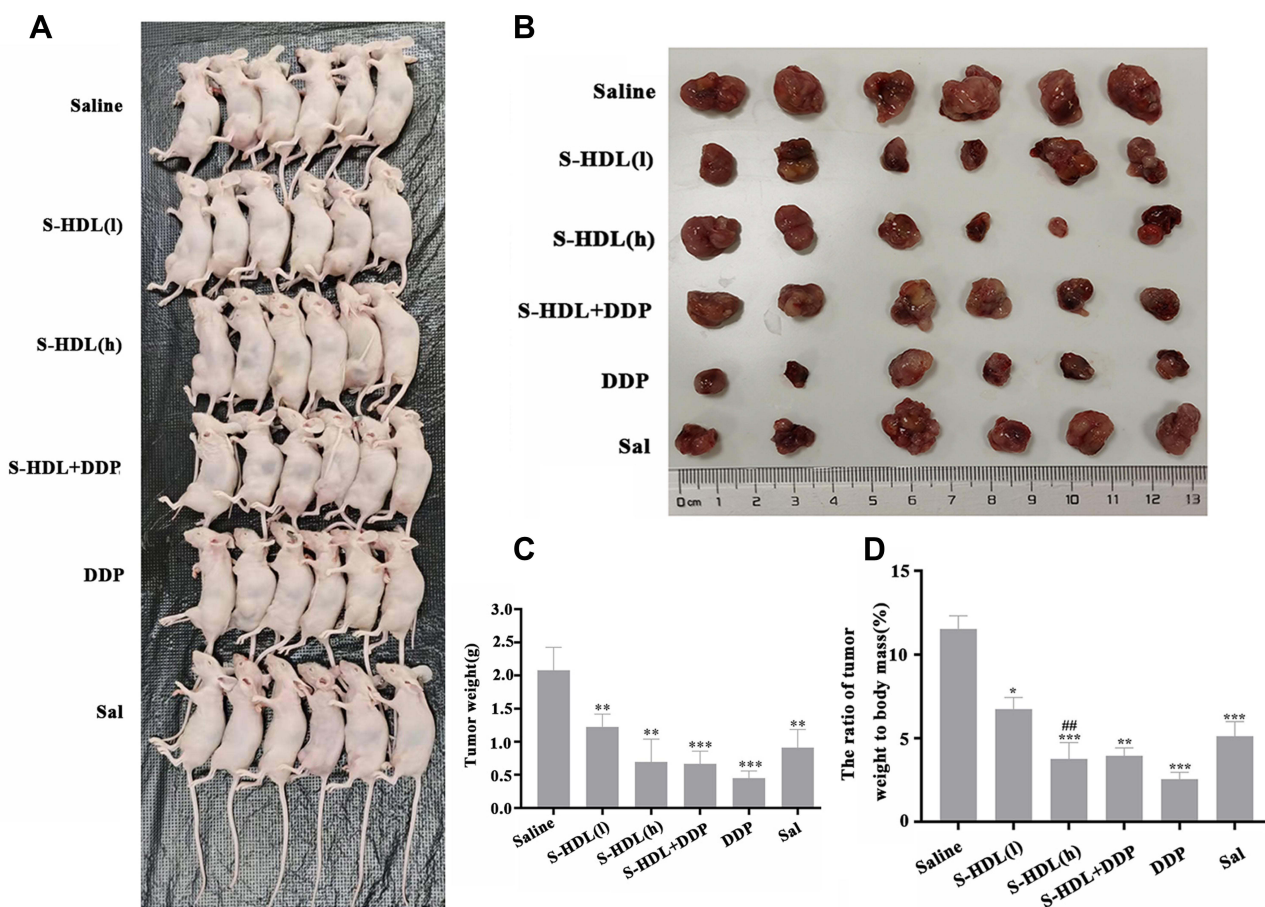 A
Saline
S-HDL(l)
S-HDL(h)
S-HDL+DDP
DDP
Sal
B
Saline
S-HDL(l)
S-HDL(h)
S-HDL+DDP
DDP
Sal
0 cm 1 2 3 4 5 6 7 8 9 10 11 12 13
C
Tumor weight(g)
3.0
2.5
2.0
1.5
1.0
0.5
0.0
**
**
***
***
**
Saline
S-HDL(l)
S-HDL(h)
S-HDL+DDP
DDP
Sal
D
The ratio of tumor
weight to body mass(%)
15
10
5
0
*
##
***
**
***
***
Saline
S-HDL(l)
S-HDL(h)
S-HDL+DDP
DDP
Sal